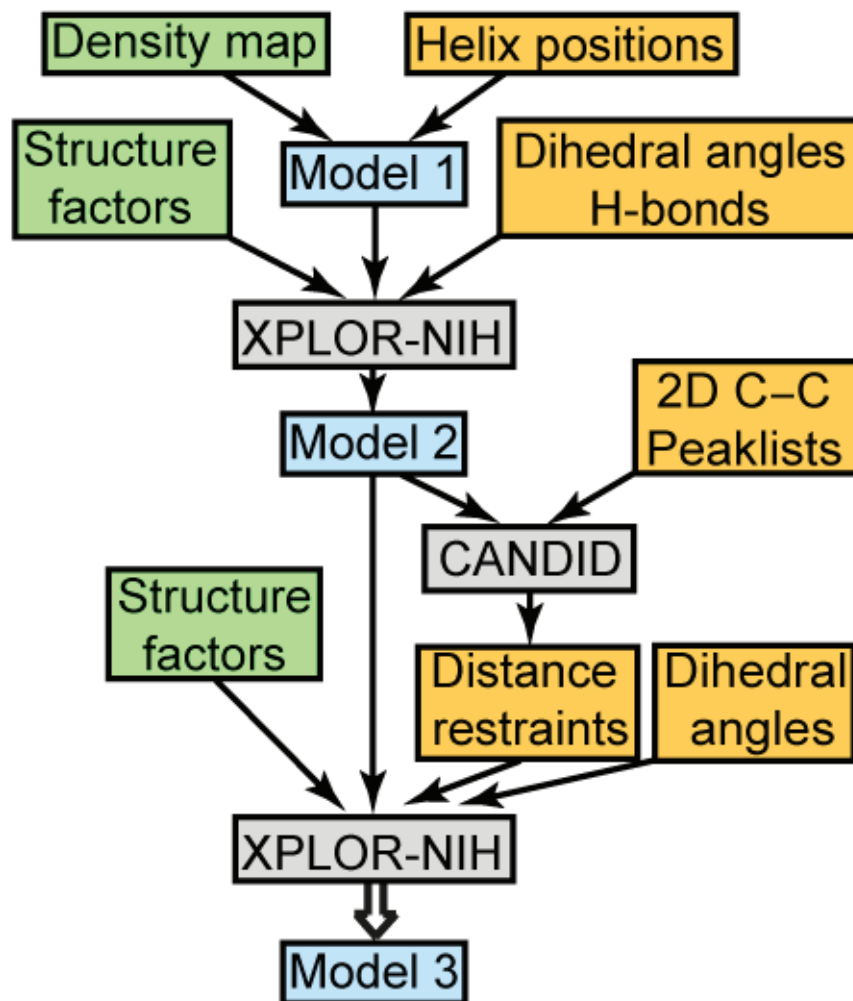 Density map
Helix positions
Structure
factors
Model 1
Dihedral angles
H-bonds
XPLOR-NIH
2D C–C
Peaklists
Model 2
CANDID
Structure
factors
Distance
restraints
Dihedral
angles
XPLOR-NIH
Model 3